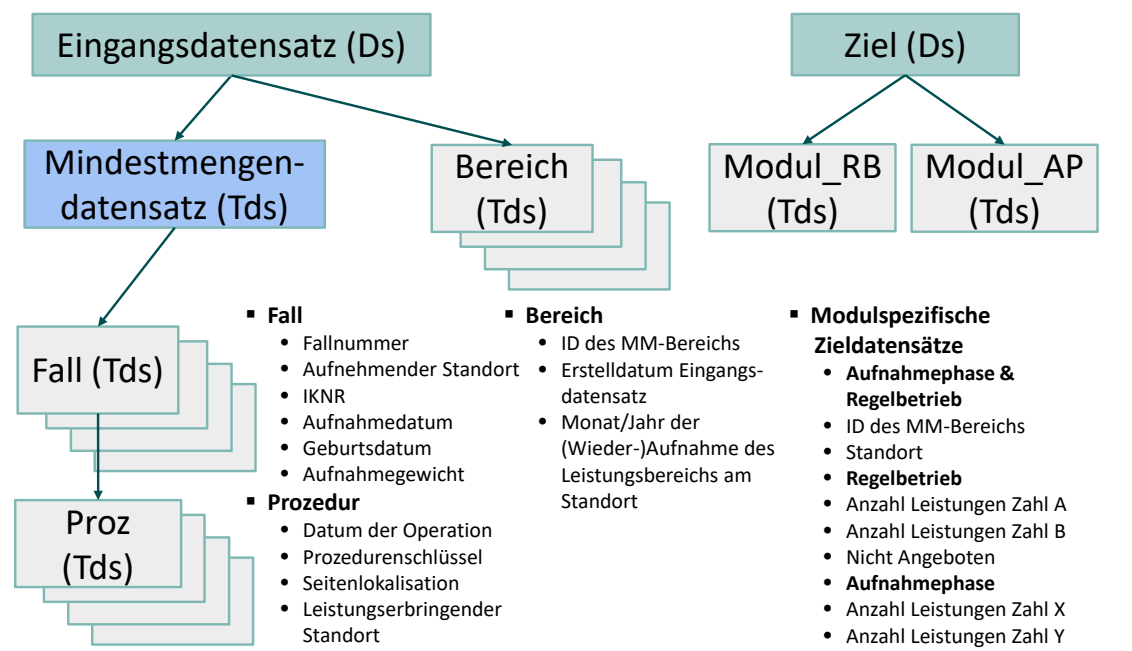 Eingangsdatensatz (Ds)
Ziel (Ds)
Mindestmengen-
datensatz (Tds)
Bereich
(Tds)
Modul_RB
(Tds)
Modul_AP
(Tds)
Fall (Tds)
Proz
(Tds)
▪ Fall
• Fallnummer
• Aufnehmender Standort
• IKNR
• Aufnahmedatum
• Geburtsdatum
• Aufnahmegewicht
▪ Prozedur
• Datum der Operation
• Prozedurenschlüssel
• Seitenlokalisation
• Leistungserbringender
Standort
▪ Bereich
• ID des MM-Bereichs
• Erstelldatum Eingangs-
datensatz
• Monat/Jahr der
(Wieder-)Aufnahme des
Leistungsbereichs am
Standort
▪ Modulspezifische
Zieldatensätze
• Aufnahmephase &
Regelbetrieb
• ID des MM-Bereichs
• Standort
• Regelbetrieb
• Anzahl Leistungen Zahl A
• Anzahl Leistungen Zahl B
• Nicht Angeboten
• Aufnahmephase
• Anzahl Leistungen Zahl X
• Anzahl Leistungen Zahl Y